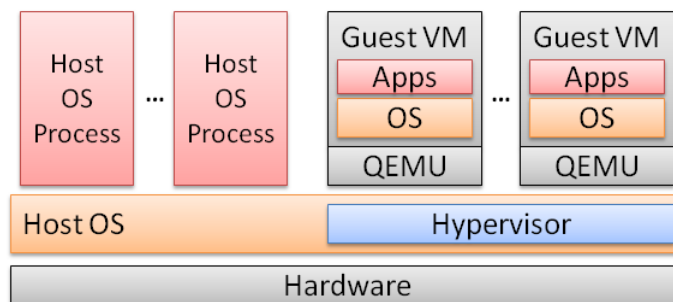 Host
OS
Process
...
Host
OS
Process
Guest VM
Apps
OS
QEMU
...
Guest VM
Apps
OS
QEMU
Host OS
Hypervisor
Hardware